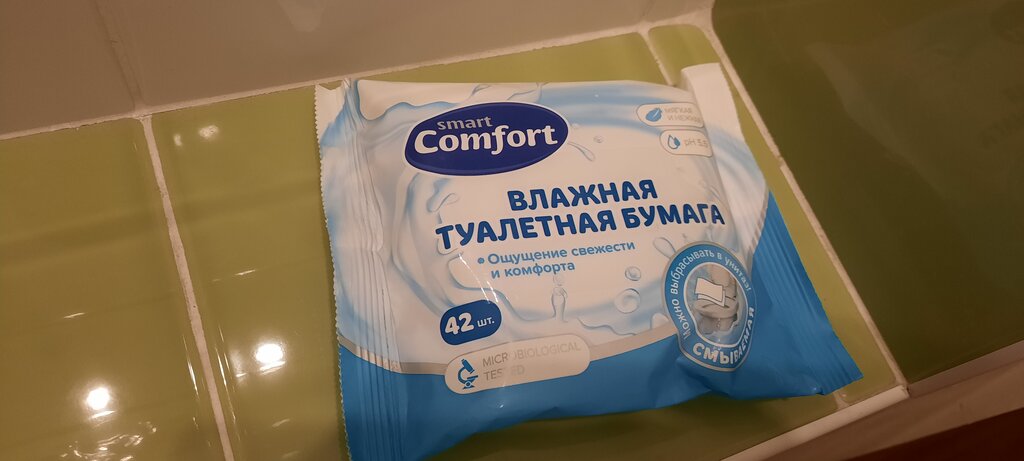 smart
Comfort
МЯГКАЯ
И НЕЖНАЯ
pH 5,5
ВЛАЖНАЯ
ТУАЛЕТНАЯ БУМАГА
• Ощущение свежести
и комфорта
42 шт.
Можно выбрасывать в унитаз!
СМЫВАЕМАЯ
MICROBIOLOGICAL
TESTED